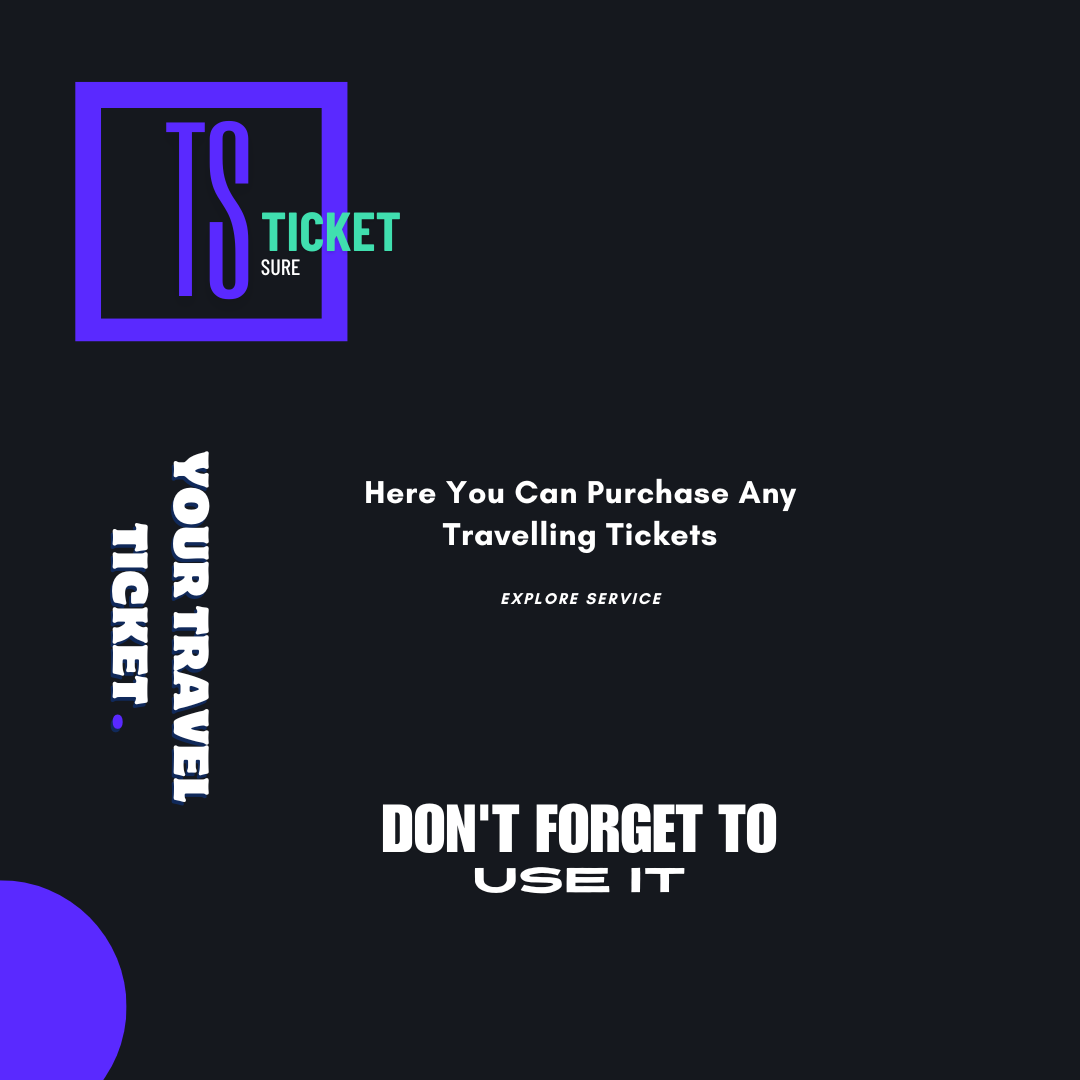 TS
TICKET
SURE
YOUR TRAVEL
TICKET.
Here You Can Purchase Any
Travelling Tickets
EXPLORE SERVICE
DON'T FORGET TO
USE IT